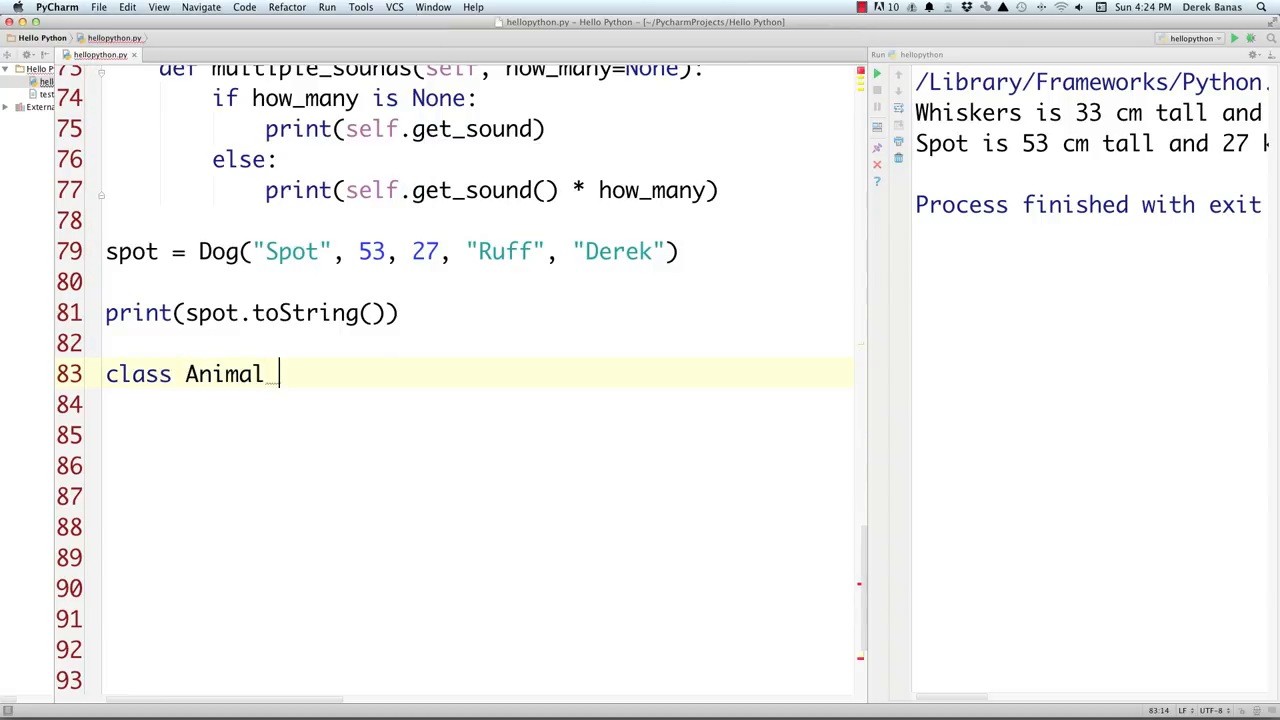 PyCharm File Edit View Navigate Code Refactor Run Tools VCS Window Help 10 Sun 4:24 PM Derek Banas
hellopython.py – Hello Python – [~/PycharmProjects/Hello Python]
Hello Python hellopython.py hellopython
hellopython.py Run hellopython
Hello P
hell
test
Externa
73 def multiple_sounds(self, how_many=None):
74 if how_many is None:
75 print(self.get_sound)
76 else:
77 print(self.get_sound() * how_many)
78
79 spot = Dog("Spot", 53, 27, "Ruff", "Derek")
80
81 print(spot.toString())
82
83 class Animal_
84
85
86
87
88
89
90
91
92
93
/Library/Frameworks/Python.
Whiskers is 33 cm tall and
Spot is 53 cm tall and 27 k
Process finished with exit
83:14 LF UTF-8